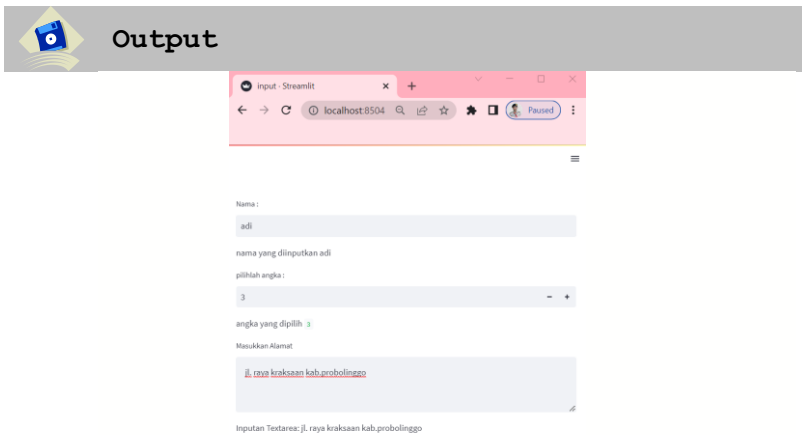 Output
input · Streamlit
localhost:8504
Paused
Nama :
adi
nama yang diinputkan adi
pilihlah angka :
3
angka yang dipilih 3
Masukkan Alamat
jl. raya kraksaan kab.probolinggo
Inputan Textarea: jl. raya kraksaan kab.probolinggo